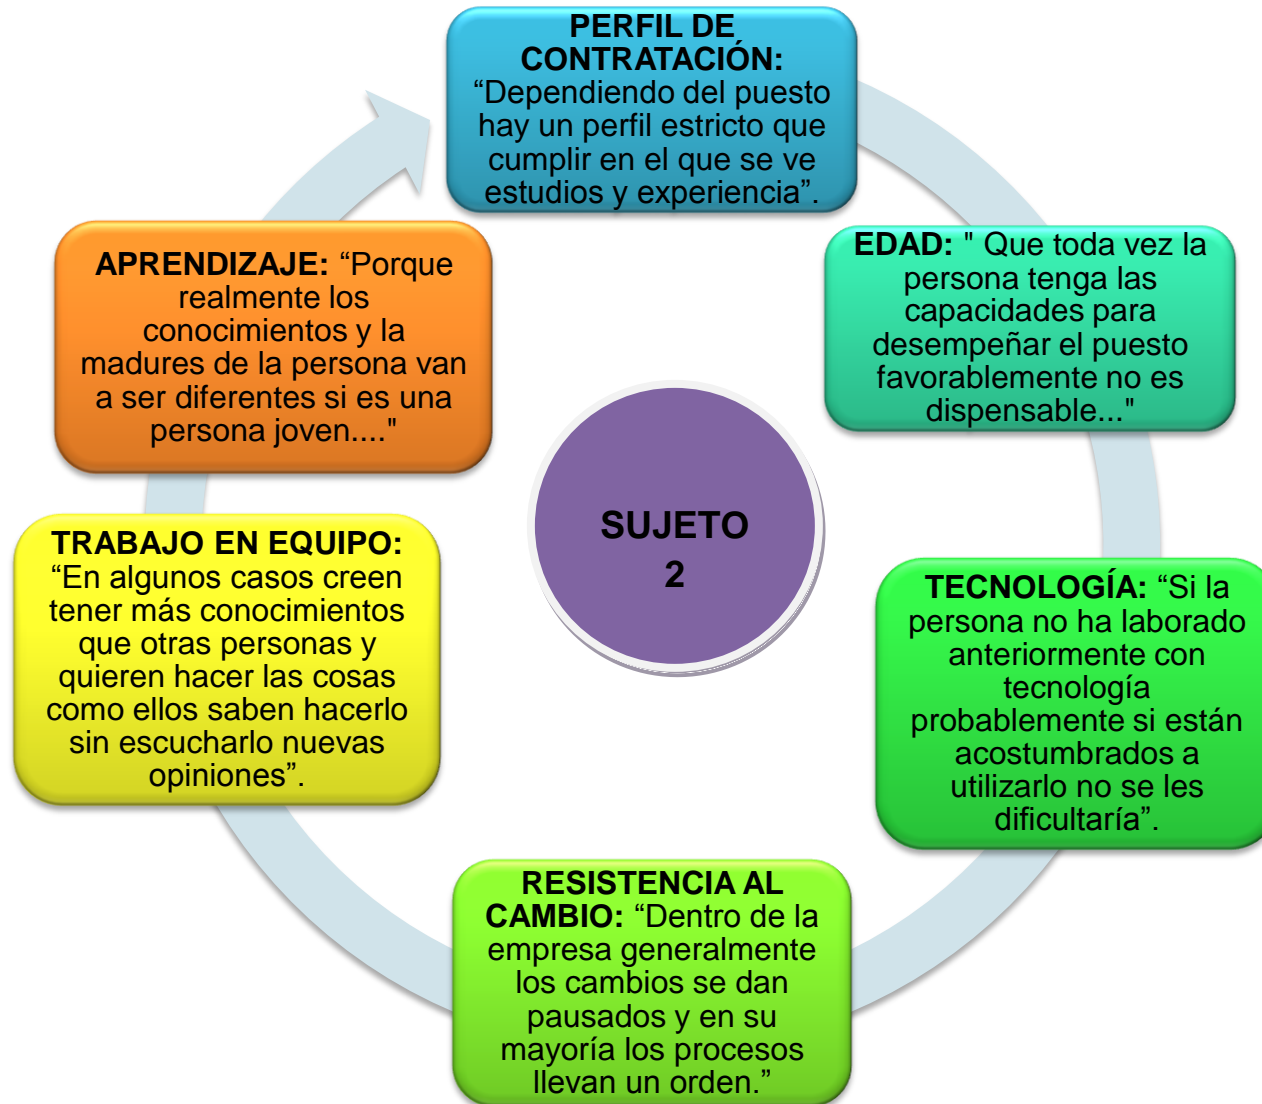 PERFIL DE
CONTRATACIÓN:
“Dependiendo del puesto
hay un perfil estricto que
cumplir en el que se ve
estudios y experiencia”.
EDAD: " Que toda vez la
persona tenga las
capacidades para
desempeñar el puesto
favorablemente no es
dispensable..."
TECNOLOGÍA: “Si la
persona no ha laborado
anteriormente con
tecnología
probablemente si están
acostumbrados a
utilizarlo no se les
dificultaría”.
RESISTENCIA AL
CAMBIO: “Dentro de la
empresa generalmente
los cambios se dan
pausados y en su
mayoría los procesos
llevan un orden.”
TRABAJO EN EQUIPO:
“En algunos casos creen
tener más conocimientos
que otras personas y
quieren hacer las cosas
como ellos saben hacerlo
sin escucharlo nuevas
opiniones”.
APRENDIZAJE: “Porque
realmente los
conocimientos y la
madures de la persona van
a ser diferentes si es una
persona joven...."
SUJETO
2